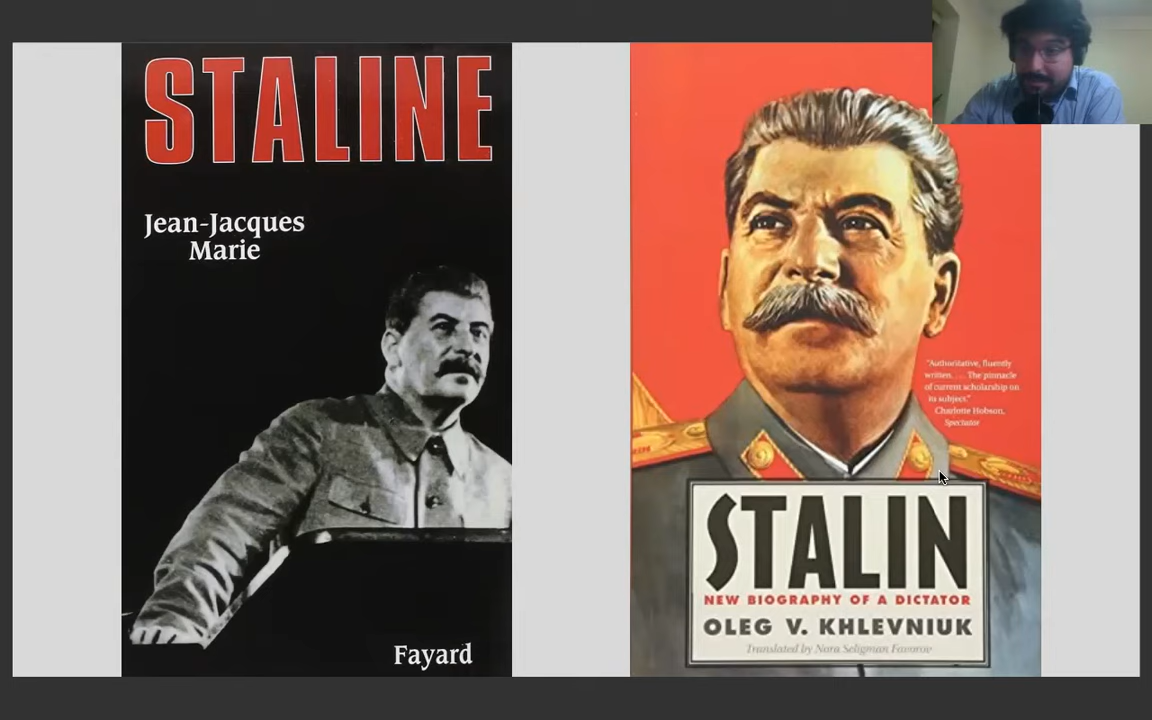 STALINE
Jean-Jacques
Marie
Fayard
"Authoritative, fluently
written. . . . The pinnacle
of current scholarship on
its subject."
Charlotte Hobson,
Spectator
STALIN
NEW BIOGRAPHY OF A DICTATOR
OLEG V. KHLEVNIUK
Translated by Nora Seligman Favorov